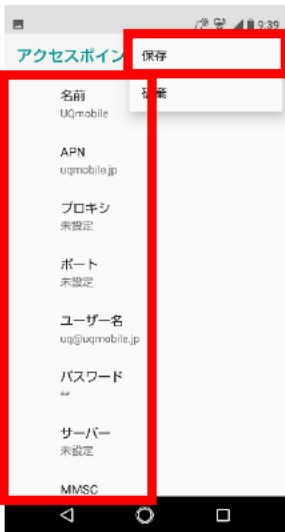 9:39
アクセスポイン
保存
破棄
名前
UQmobile
APN
uqmobile.jp
プロキシ
未設定
ポート
未設定
ユーザー名
uq@uqmobile.jp
パスワード
**
サーバー
未設定
MMSC